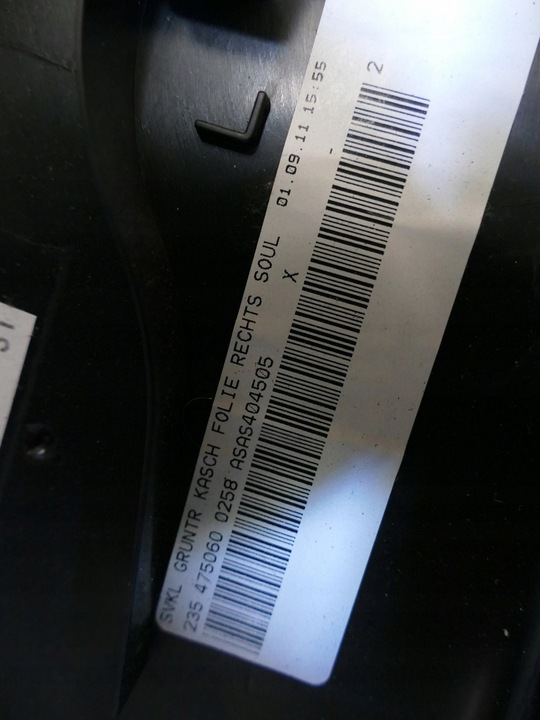 L
SVKL GRUNTR KASCH FOLIE RECHTS SOUL 01.09.11 15:55
235 475060 0258 ASAS404505 X - 2